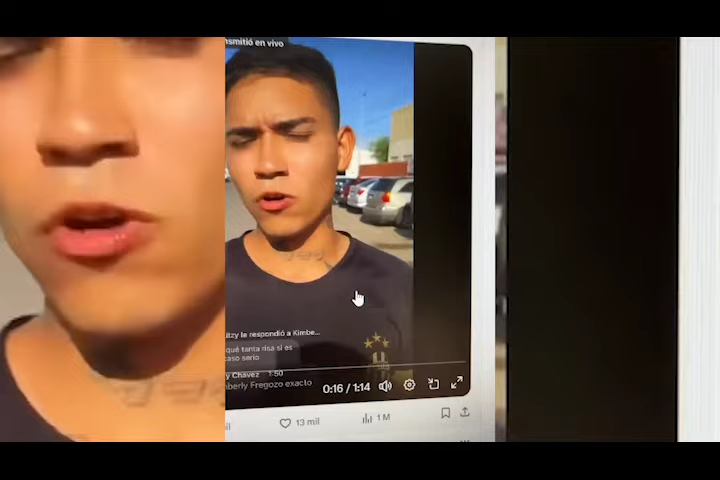 nsmitió en vivo
itzy le respondió a Kimbe...
qué tanta risa si es
caso serio
y Chavez 1:50
mberly Fregozo exacto
0:16 / 1:14
13 mil
1 M